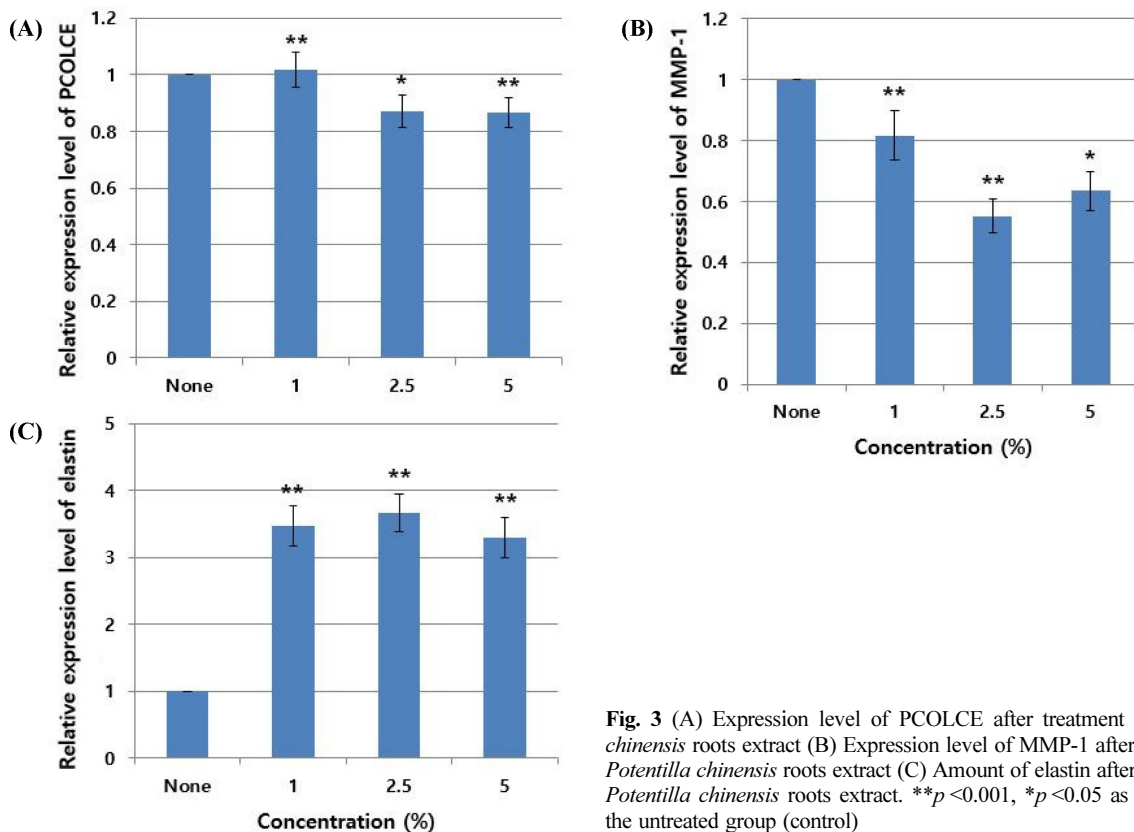 (A)
Relative expression level of PCOLCE
1.2
1
0.8
0.6
0.4
0.2
0
**
*
**
None 1 2.5 5
(B)
Relative expression level of MMP-1
1.2
1
0.8
0.6
0.4
0.2
0
**
**
*
None 1 2.5 5
Concentration (%)
(C)
Relative expression level of elastin
5
4
3
2
1
0
**
**
**
None 1 2.5 5
Concentration (%)
Fig. 3 (A) Expression level of PCOLCE after treatment
chinensis roots extract (B) Expression level of MMP-1 after
Potentilla chinensis roots extract (C) Amount of elastin after
Potentilla chinensis roots extract. **p <0.001, *p <0.05 as
the untreated group (control)